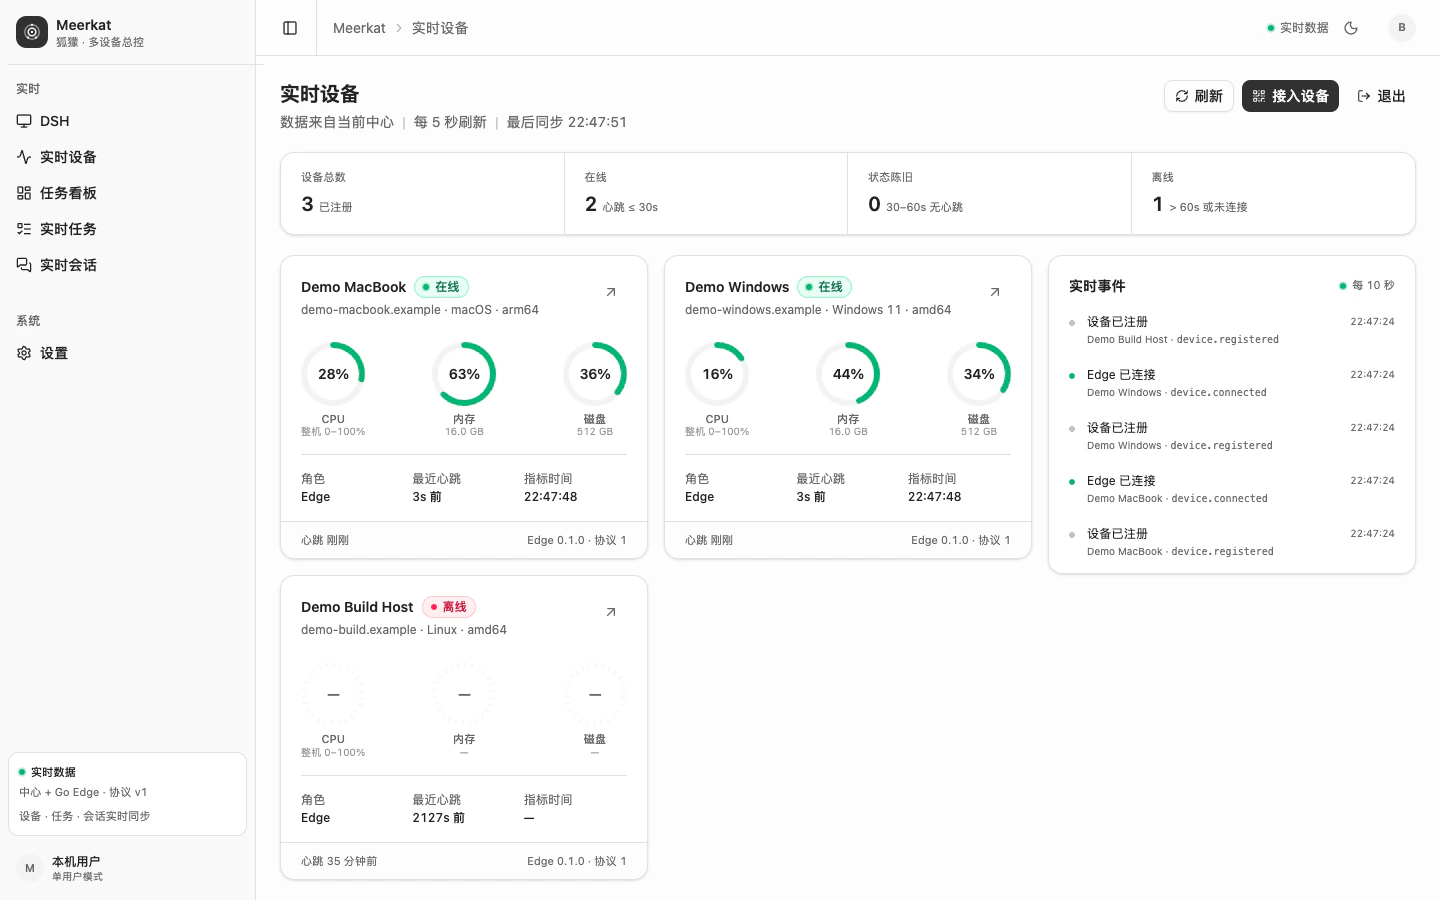 Meerkat
狐獴 · 多设备总控
实时
DSH
实时设备
任务看板
实时任务
实时会话
系统
设置
实时数据
中心 + Go Edge · 协议 v1
设备 · 任务 · 会话实时同步
M
本机用户
单用户模式
Meerkat > 实时设备
实时数据
B
实时设备
数据来自当前中心 | 每 5 秒刷新 | 最后同步 22:47:51
刷新
接入设备
退出
设备总数
3 已注册
在线
2 心跳 ≤ 30s
状态陈旧
0 30–60s 无心跳
离线
1 > 60s 或未连接
Demo MacBook 在线
demo-macbook.example · macOS · arm64
28% 63% 36%
CPU 内存 磁盘
整机 0–100% 16.0 GB 512 GB
角色 最近心跳 指标时间
Edge 3s 前 22:47:48
心跳 刚刚 Edge 0.1.0 · 协议 1
Demo Windows 在线
demo-windows.example · Windows 11 · amd64
16% 44% 34%
CPU 内存 磁盘
整机 0–100% 16.0 GB 512 GB
角色 最近心跳 指标时间
Edge 3s 前 22:47:48
心跳 刚刚 Edge 0.1.0 · 协议 1
实时事件 每 10 秒
设备已注册 22:47:24
Demo Build Host · device.registered
Edge 已连接 22:47:24
Demo Windows · device.connected
设备已注册 22:47:24
Demo Windows · device.registered
Edge 已连接 22:47:24
Demo MacBook · device.connected
设备已注册 22:47:24
Demo MacBook · device.registered
Demo Build Host 离线
demo-build.example · Linux · amd64
— — —
CPU 内存 磁盘
整机 0–100% — —
角色 最近心跳 指标时间
Edge 2127s 前 —
心跳 35 分钟前 Edge 0.1.0 · 协议 1